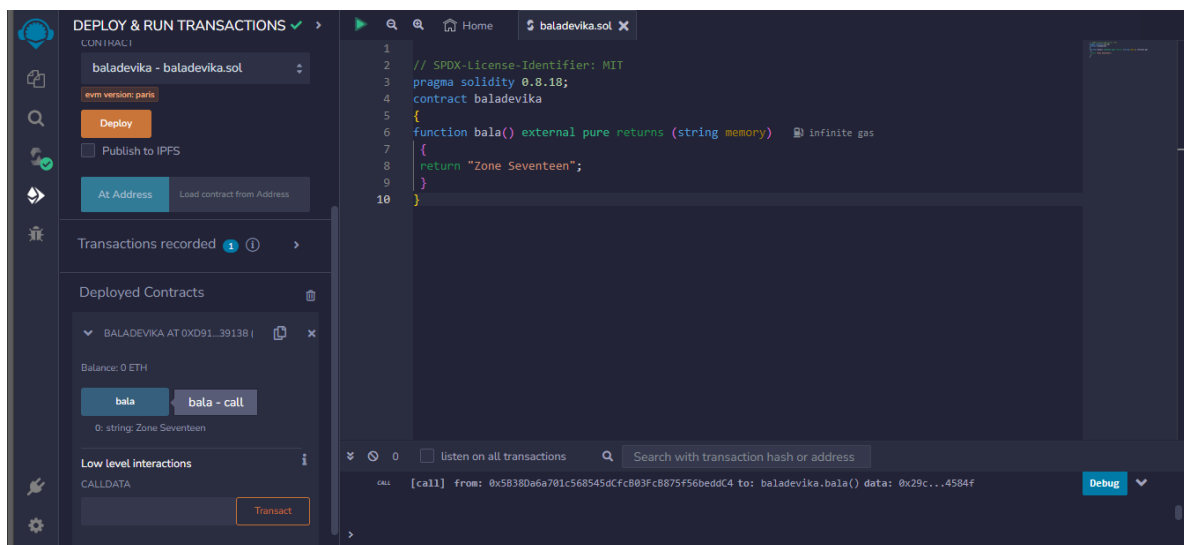 DEPLOY & RUN TRANSACTIONS
CONTRACT
baladevika - baladevika.sol
evm version: paris
Deploy
Publish to IPFS
At Address
Load contract from Address
Transactions recorded 1 i
Deployed Contracts
BALADEVIKA AT 0XD91...39138 (
Balance: 0 ETH
bala
bala - call
0: string: Zone Seventeen
Low level interactions
i
CALLDATA
Transact
Home
baladevika.sol
1
2 // SPDX-License-Identifier: MIT
3 pragma solidity 0.8.18;
4 contract baladevika
5 {
6 function bala() external pure returns (string memory) infinite gas
7 {
8 return "Zone Seventeen";
9 }
10 }
0
listen on all transactions
Search with transaction hash or address
CALL [call] from: 0x5B38Da6a701c568545dCfcB03FcB875f56beddC4 to: baladevika.bala() data: 0x29c...4584f
Debug
>